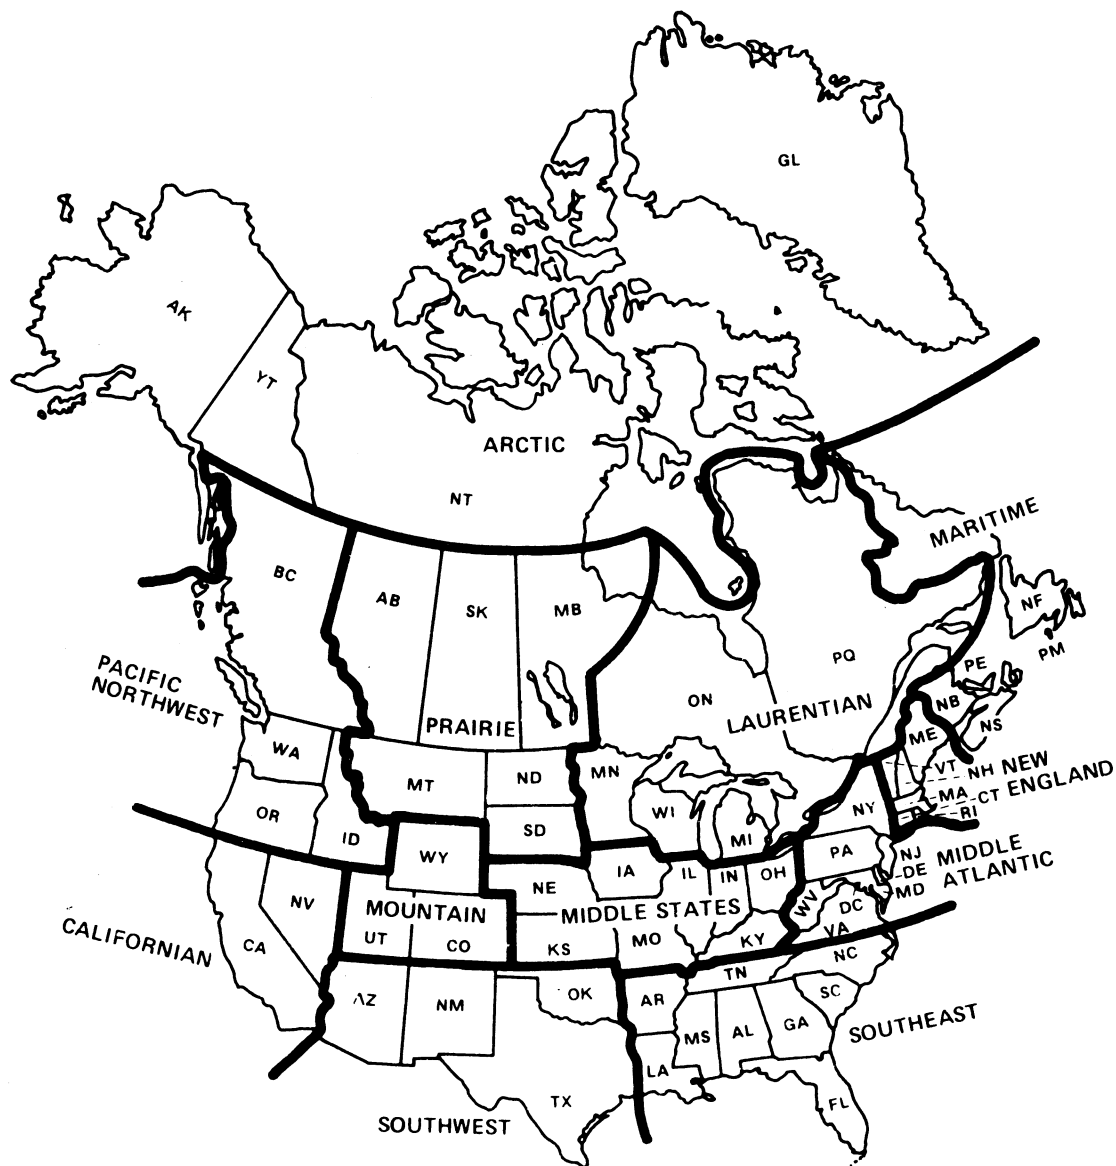 GL
AK
YT
ARCTIC
NT
MARITIME
BC
AB
SK
MB
NF
PM
PQ
PE
PACIFIC
NORTHWEST
ON
LAURENTIAN
NB
NS
PRAIRIE
ME
WA
MT
ND
MN
VT
NH
NEW
ENGLAND
MA
CT
RI
OR
ID
SD
WI
MI
NY
WY
PA
NJ
MIDDLE
ATLANTIC
DE
MD
NE
IA
IL
IN
OH
WV
DC
VA
NV
MOUNTAIN
MIDDLE STATES
CALIFORNIAN
CA
UT
CO
KS
MO
KY
NC
TN
AZ
NM
OK
AR
SC
SOUTHEAST
MS
AL
GA
LA
TX
FL
SOUTHWEST